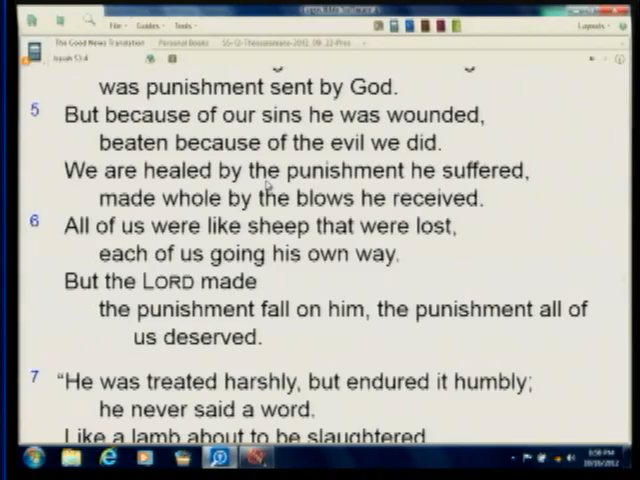 Logos Bible Software 4
File Guides Tools Layouts
The Good News Translation Personal Books
Isaiah 53:4
was punishment sent by God.
5 But because of our sins he was wounded,
beaten because of the evil we did.
We are healed by the punishment he suffered,
made whole by the blows he received.
6 All of us were like sheep that were lost,
each of us going his own way.
But the LORD made
the punishment fall on him, the punishment all of
us deserved.
7 “He was treated harshly, but endured it humbly;
he never said a word.
Like a lamb about to be slaughtered